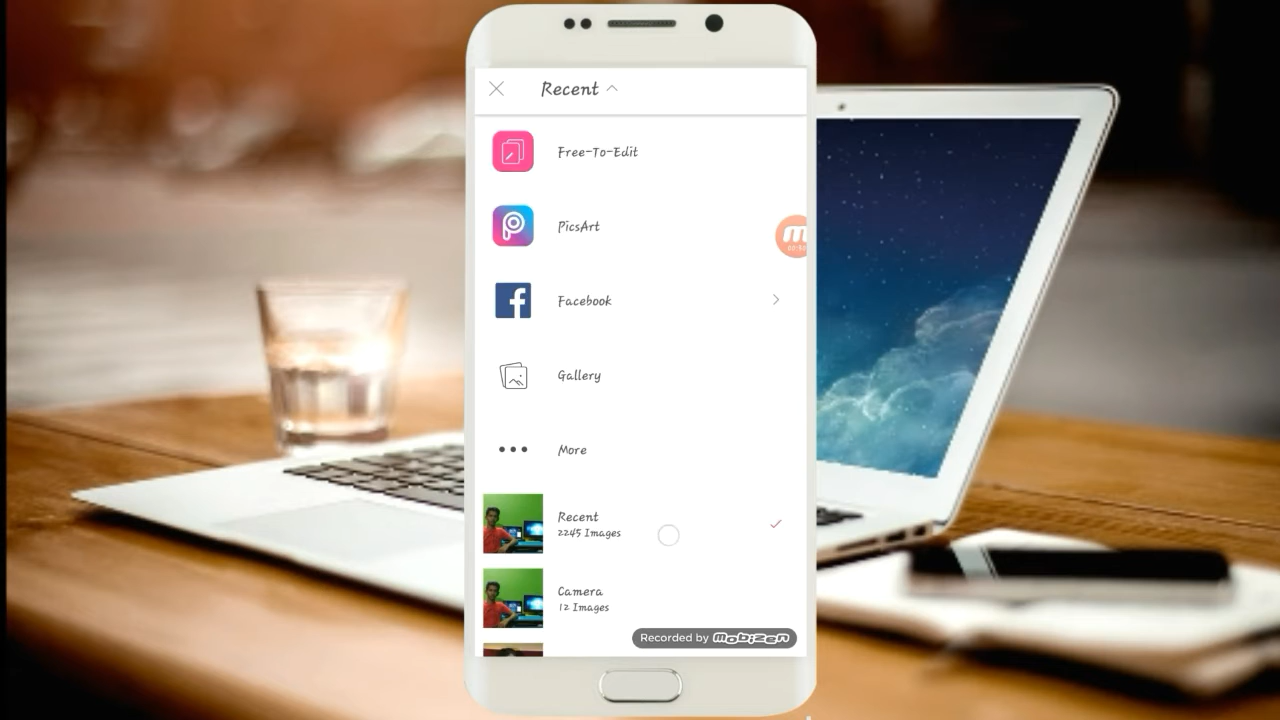 Recent
Free-To-Edit
PicsArt
Facebook
Gallery
More
Recent
2245 Images
Camera
12 Images
Recorded by mobizen